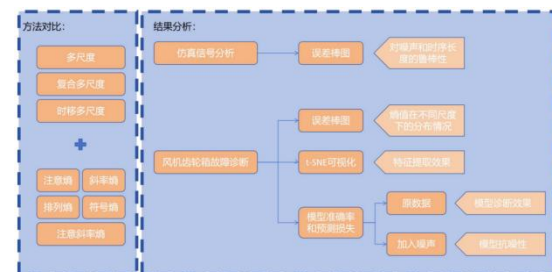 方法对比：
多尺度
复合多尺度
时移多尺度
注意熵
斜率熵
排列熵
符号熵
注意斜率熵
结果分析：
仿真信号分析
误差棒图
对噪声和时序长
度的鲁棒性
风机齿轮箱故障诊断
误差棒图
熵值在不同尺度
下的分布情况
t-SNE可视化
特征提取效果
模型准确率
和预测损失
原数据
模型诊断效果
加入噪声
模型抗噪性